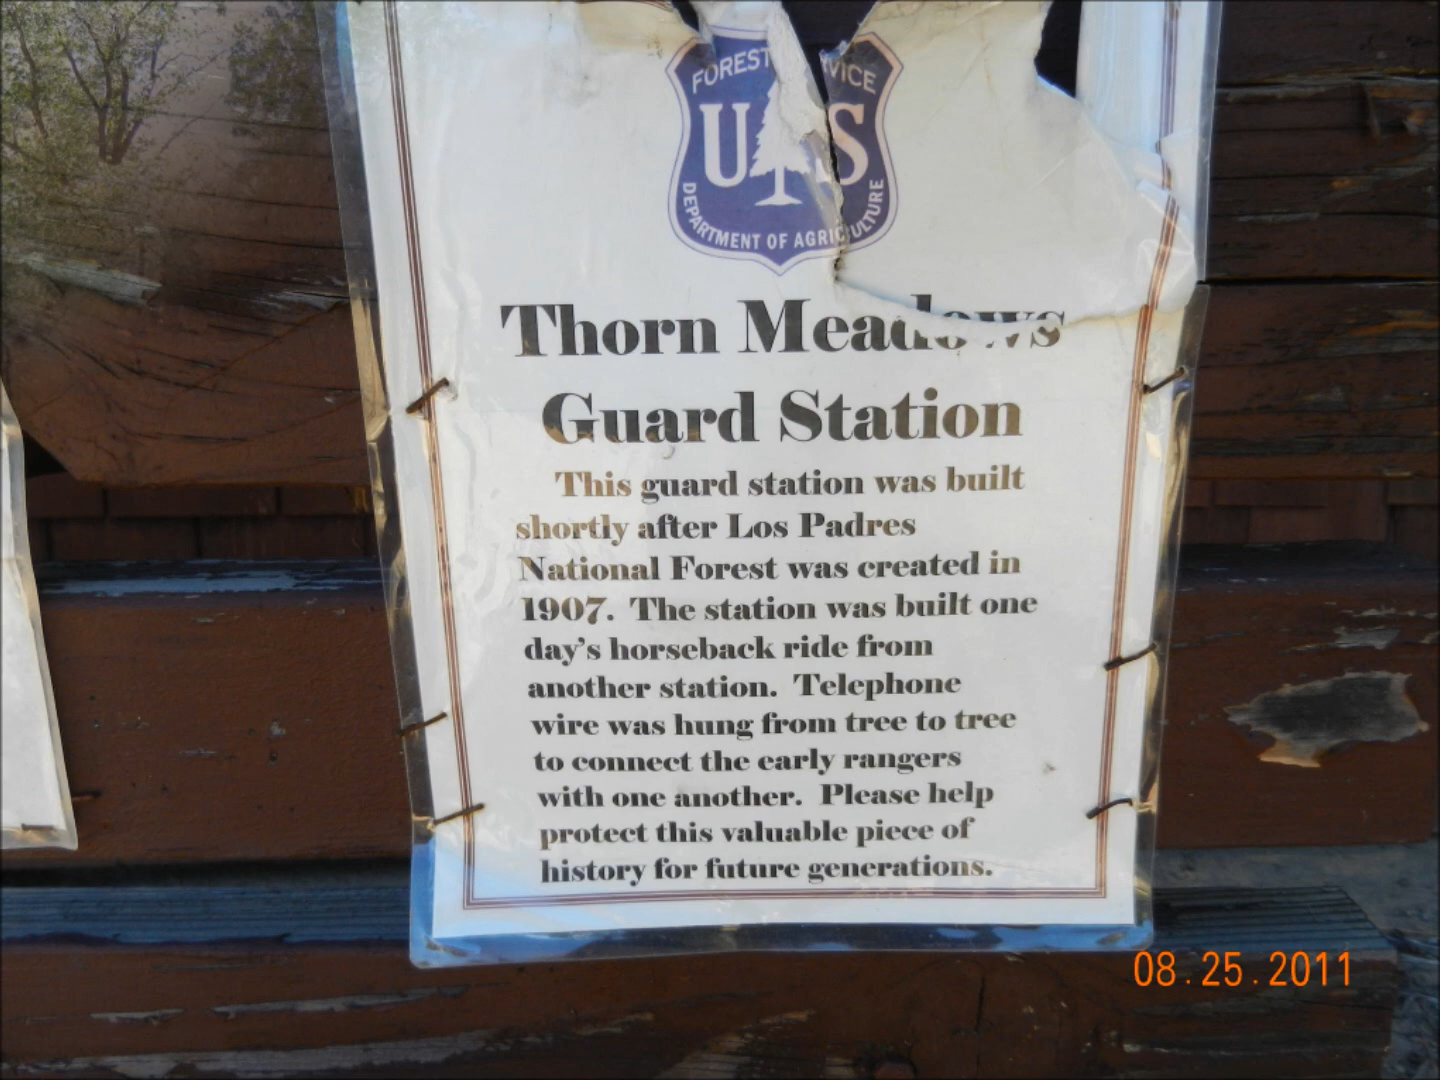 FOREST
U S
DEPARTMENT OF AGRICULTURE
Thorn Meadows
Guard Station
This guard station was built
shortly after Los Padres
National Forest was created in
1907. The station was built one
day's horseback ride from
another station. Telephone
wire was hung from tree to tree
to connect the early rangers
with one another. Please help
protect this valuable piece of
history for future generations.
08.25.2011